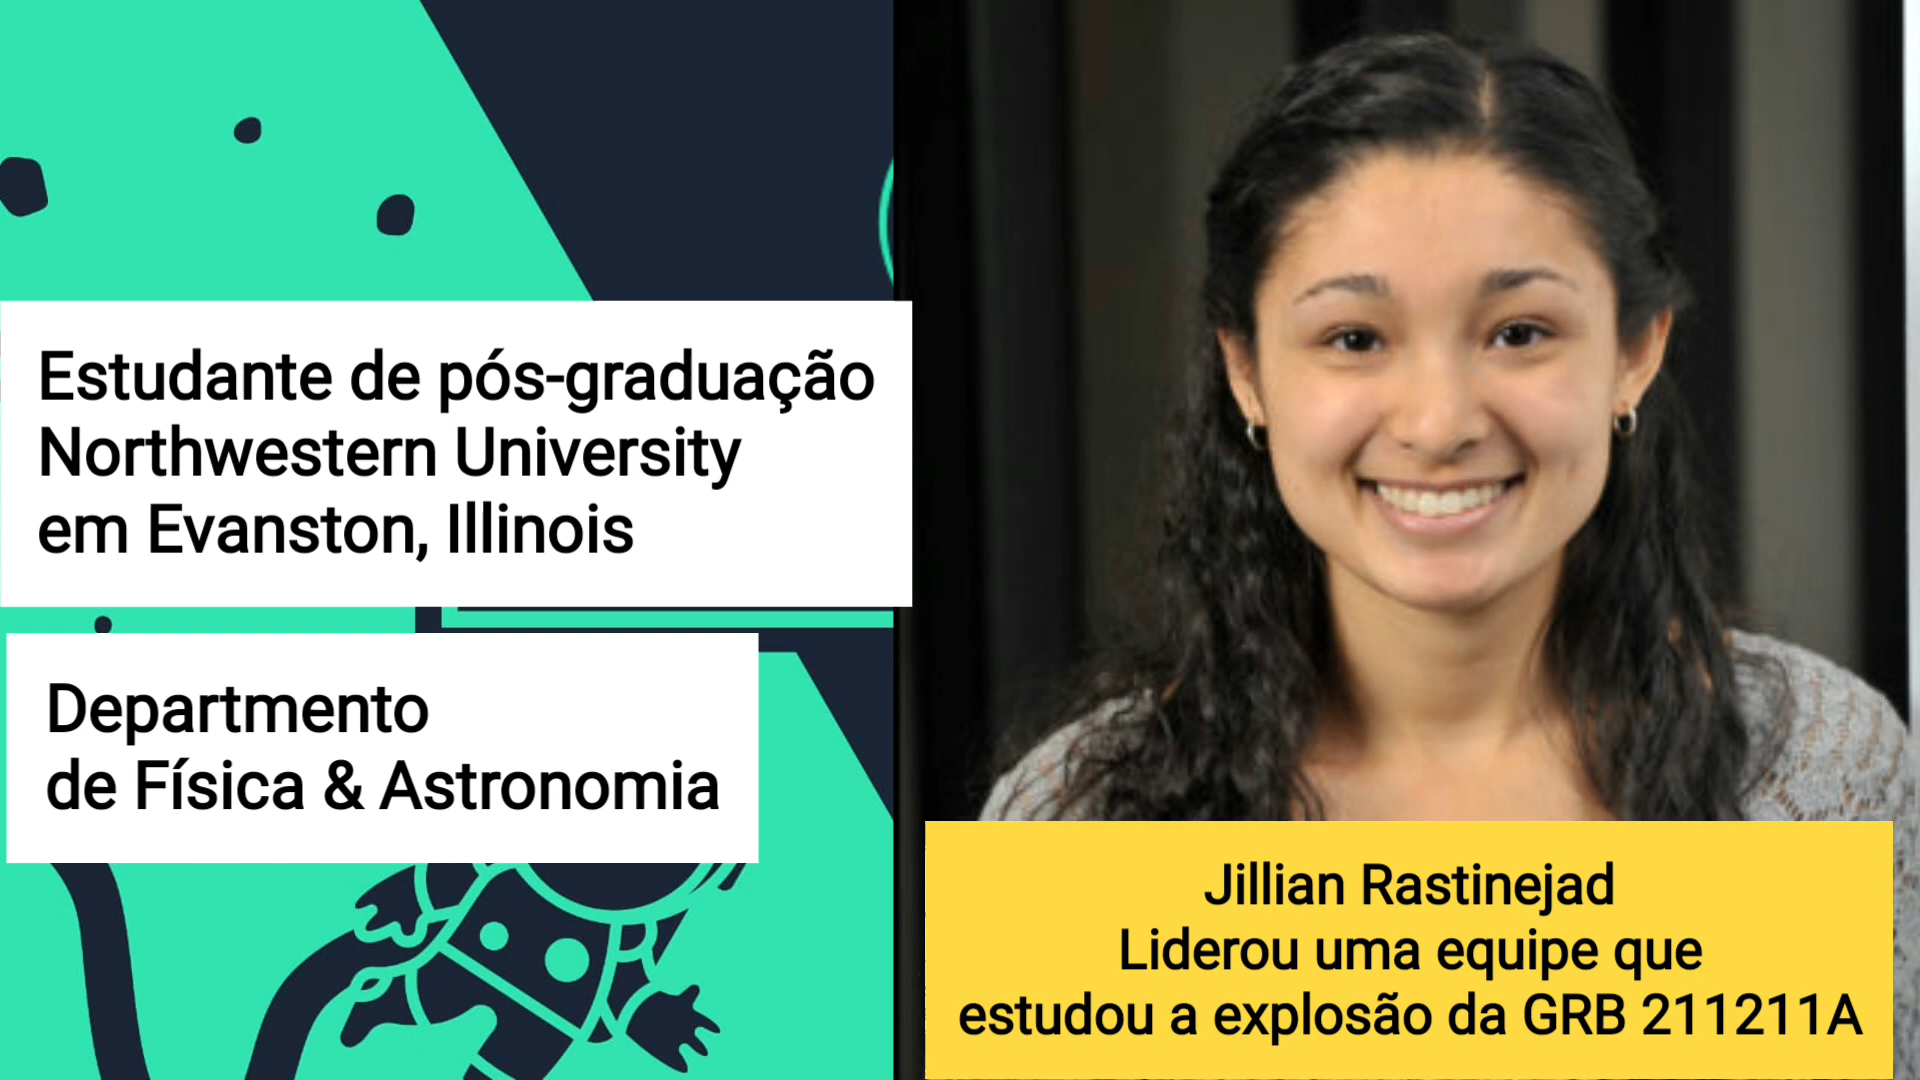 Estudante de pós-graduação
Northwestern University
em Evanston, Illinois
Departmento
de Física & Astronomia
Jillian Rastinejad
Liderou uma equipe que
estudou a explosão da GRB 211211A